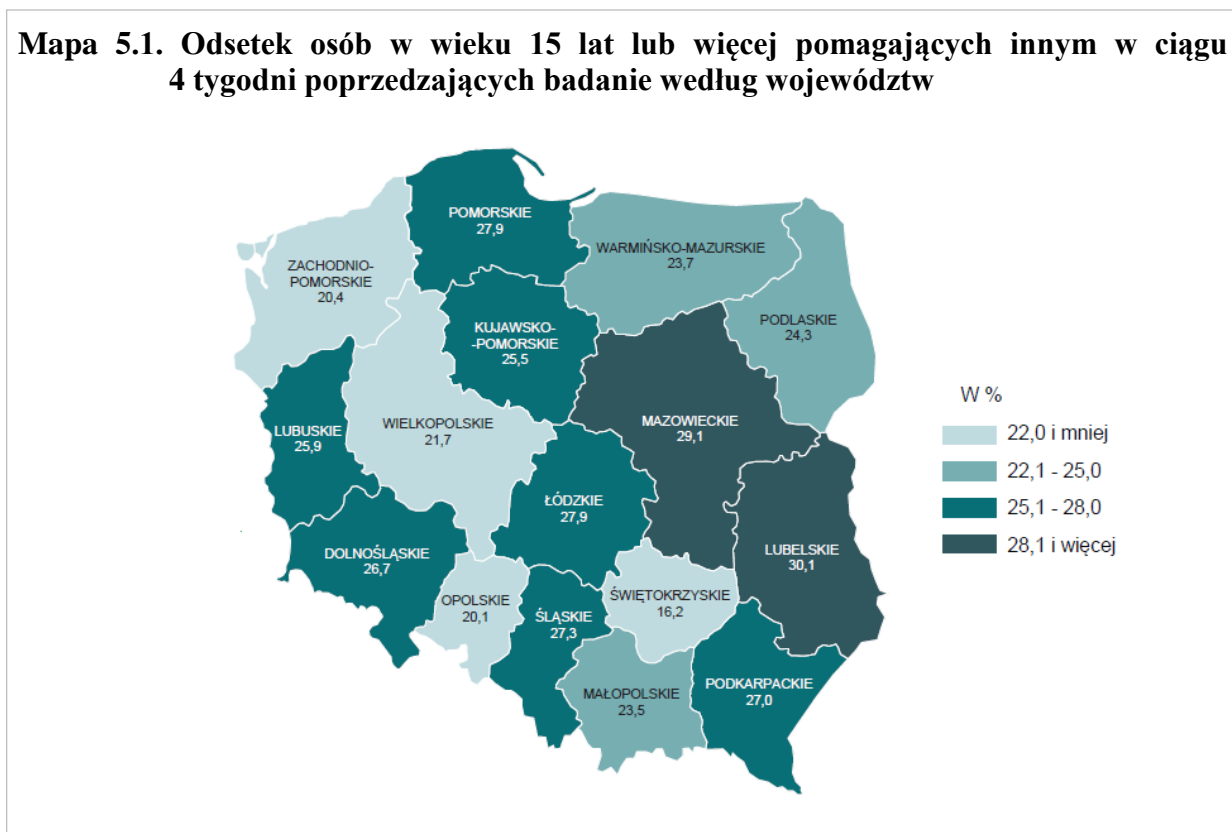 Mapa 5.1. Odsetek osób w wieku 15 lat lub więcej pomagających innym w ciągu
4 tygodni poprzedzających badanie według województw
POMORSKIE
27,9
WARMIŃSKO-MAZURSKIE
23,7
ZACHODNIO-
POMORSKIE
20,4
PODLASKIE
24,3
KUJAWSKO-
-POMORSKIE
25,5
MAZOWIECKIE
29,1
WIELKOPOLSKIE
21,7
LUBUSKIE
25,9
ŁÓDZKIE
27,9
DOLNOŚLĄSKIE
26,7
LUBELSKIE
30,1
OPOLSKIE
20,1
ŚLĄSKIE
27,3
ŚWIĘTOKRZYSKIE
16,2
MAŁOPOLSKIE
23,5
PODKARPACKIE
27,0
W %
22,0 i mniej
22,1 - 25,0
25,1 - 28,0
28,1 i więcej